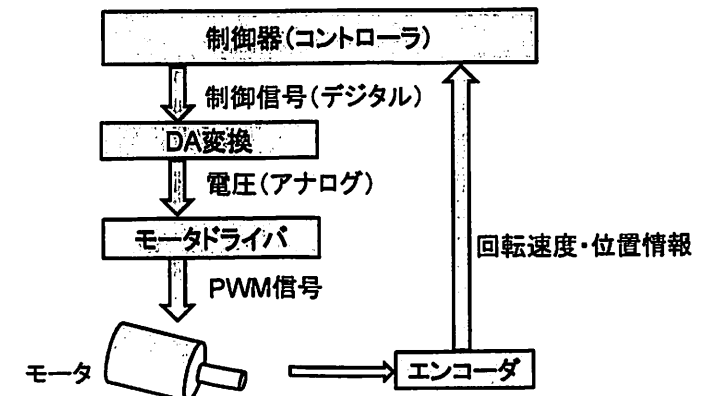 制御器(コントローラ)
制御信号(デジタル)
DA変換
電圧(アナログ)
モータドライバ
PWM信号
回転速度・位置情報
モータ
エンコーダ